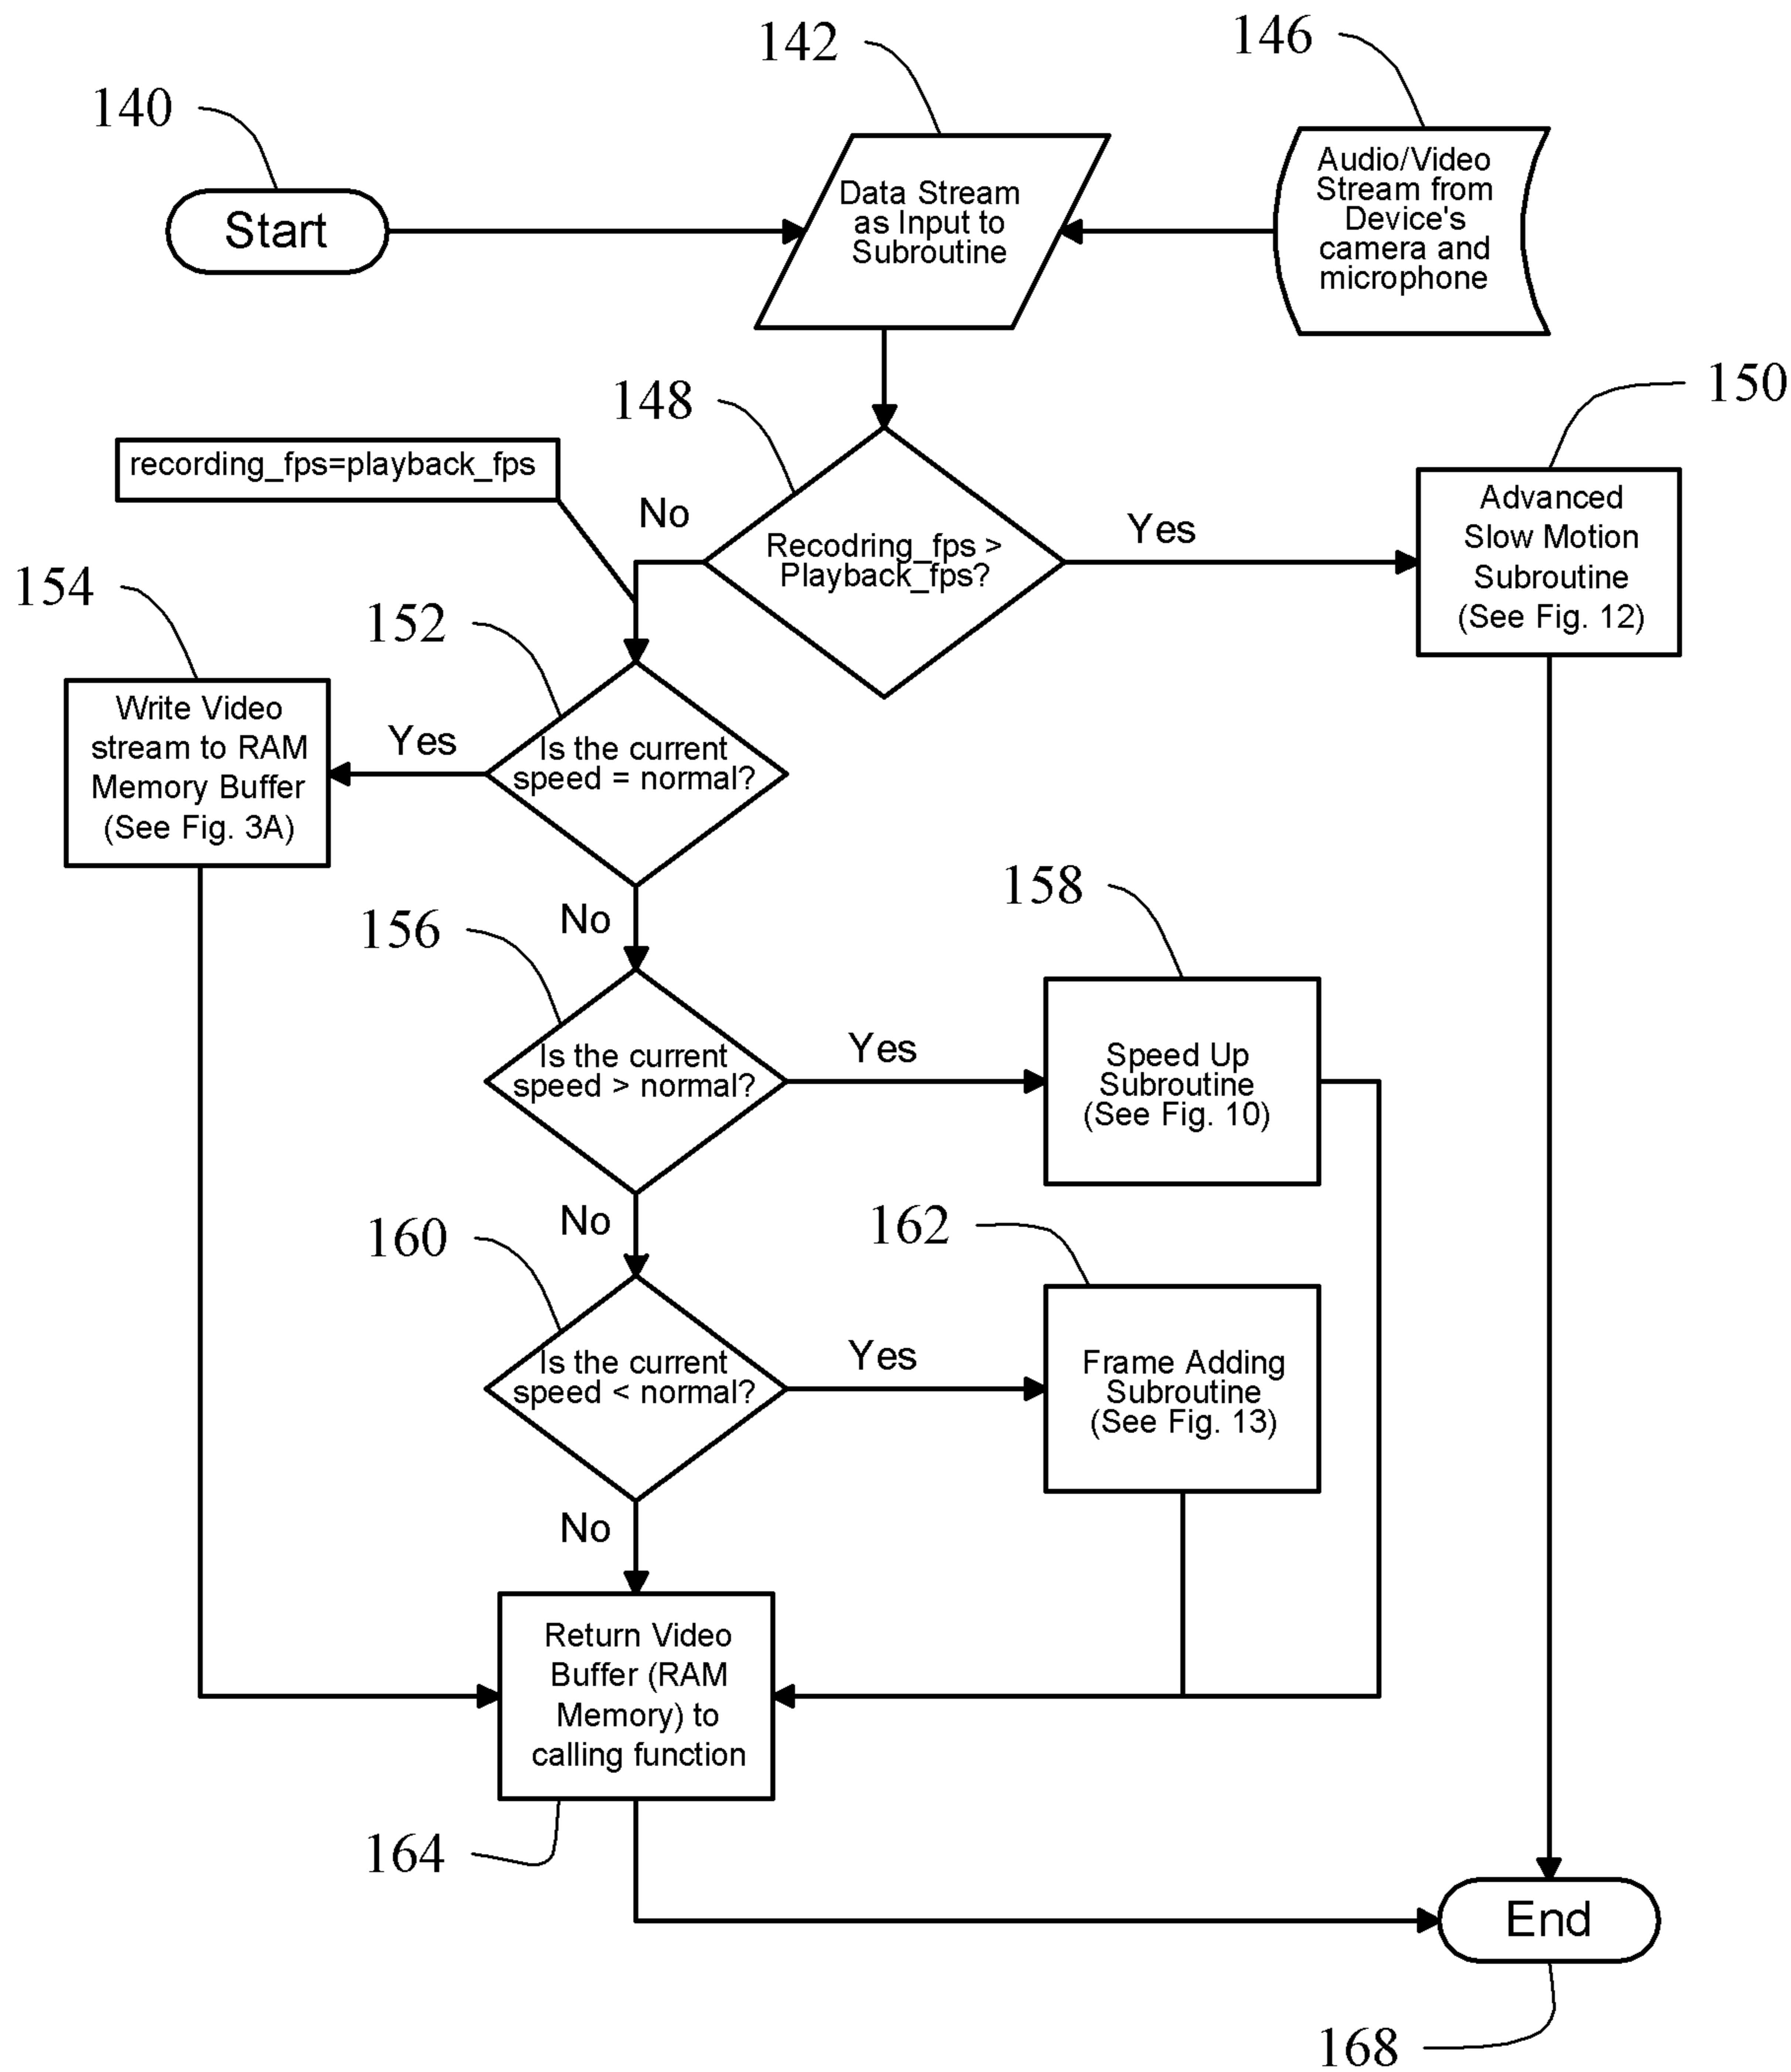 142
146
140
Start
Data Stream
as Input to
Subroutine
Audio/Video
Stream from
Device's
camera and
microphone
148
150
recording_fps=playback_fps
No
Recodring_fps >
Playback_fps?
Yes
Advanced
Slow Motion
Subroutine
(See Fig. 12)
154
152
Write Video
stream to RAM
Memory Buffer
(See Fig. 3A)
Yes
Is the current
speed = normal?
No
156
158
Is the current
speed > normal?
Yes
Speed Up
Subroutine
(See Fig. 10)
No
160
162
Is the current
speed < normal?
Yes
Frame Adding
Subroutine
(See Fig. 13)
No
Return Video
Buffer (RAM
Memory) to
calling function
164
End
168